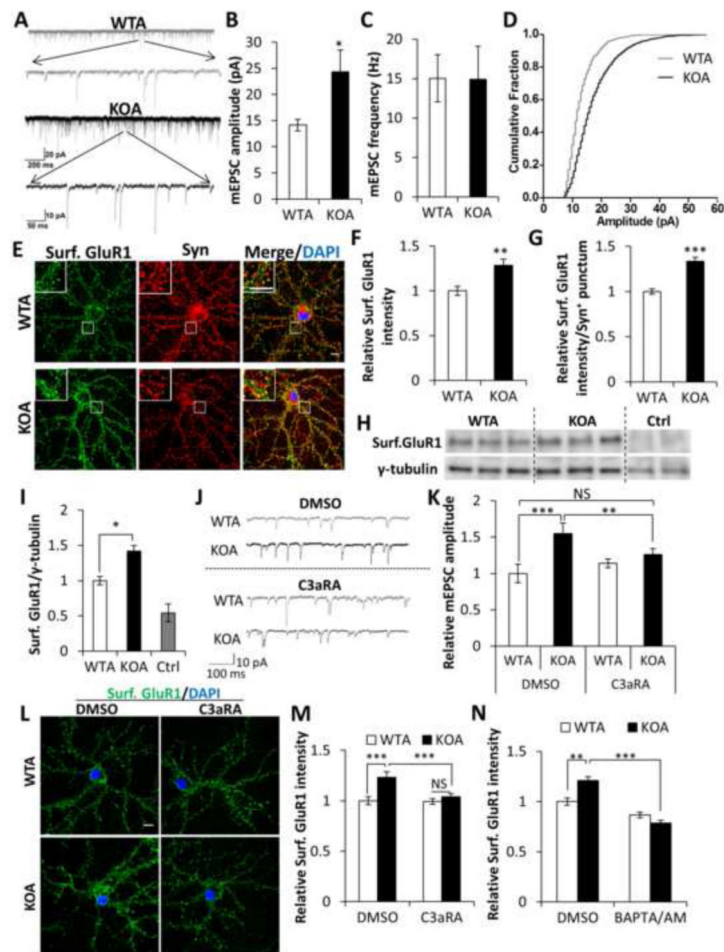 A
WTA
KOA
20 pA
200 ms
10 pA
50 ms
B
mEPSC amplitude (pA)
30
25
20
15
10
5
0
*
WTA KOA
C
mEPSC frequency (Hz)
25
20
15
10
5
0
WTA KOA
D
Cumulative Fraction
1.0
0.8
0.6
0.4
0.2
0.0
WTA
KOA
0 10 20 30 40 50 60
Amplitude (pA)
E
Surf. GluR1 Syn Merge/DAPI
WTA
KOA
F
Relative Surf. GluR1
intensity
1.5
1
0.5
0
**
WTA KOA
G
Relative Surf. GluR1
intensity/Syn⁺ punctum
1.5
1
0.5
0
***
WTA KOA
H
WTA KOA Ctrl
Surf.GluR1
γ-tubulin
I
Surf. GluR1/γ-tubulin
2
1.5
1
0.5
0
*
WTA KOA Ctrl
J
DMSO
WTA
KOA
C3aRA
WTA
KOA
10 pA
100 ms
K
Relative mEPSC amplitude
2
1.5
1
0.5
0
NS
*** **
WTA KOA WTA KOA
DMSO C3aRA
L
Surf. GluR1/DAPI
DMSO C3aRA
WTA
KOA
M
WTA KOA
Relative Surf. GluR1 intensity
1.5
1
0.5
0
*** ***
NS
DMSO C3aRA
N
WTA KOA
Relative Surf. GluR1 intensity
1.5
1
0.5
0
** ***
DMSO BAPTA/AM